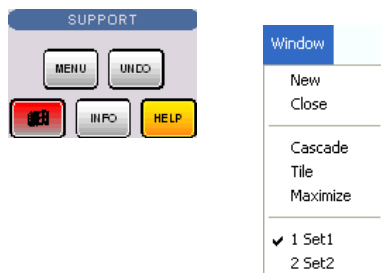 SUPPORT
MENU UNDO
INFO HELP
Window
New
Close
Cascade
Tile
Maximize
1 Set1
2 Set2